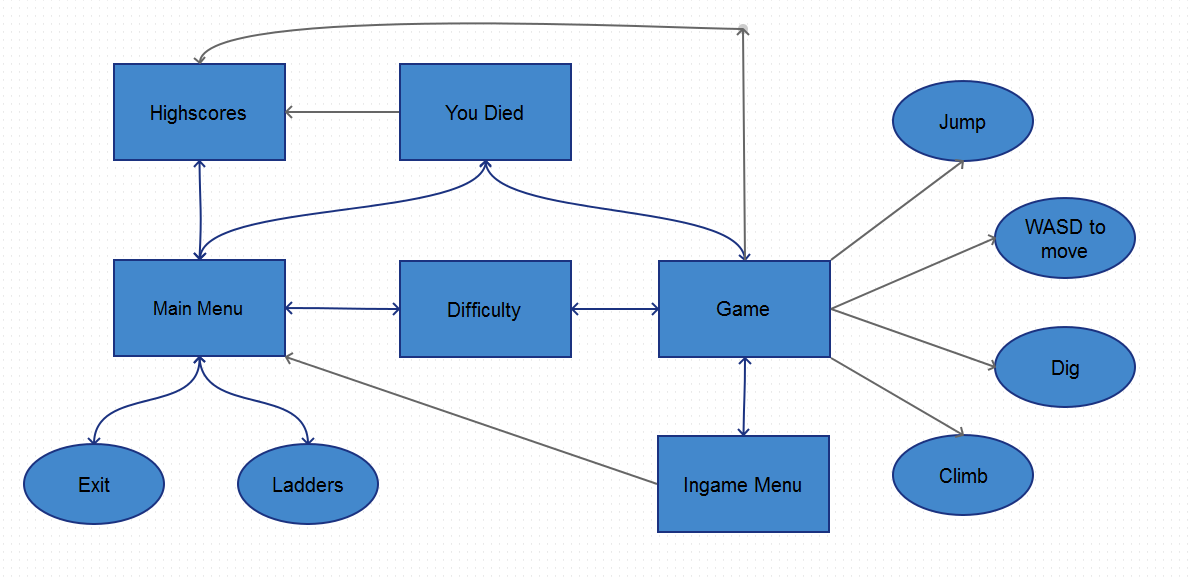 Highscores
You Died
Jump
WASD to
move
Main Menu
Difficulty
Game
Dig
Exit
Ladders
Ingame Menu
Climb